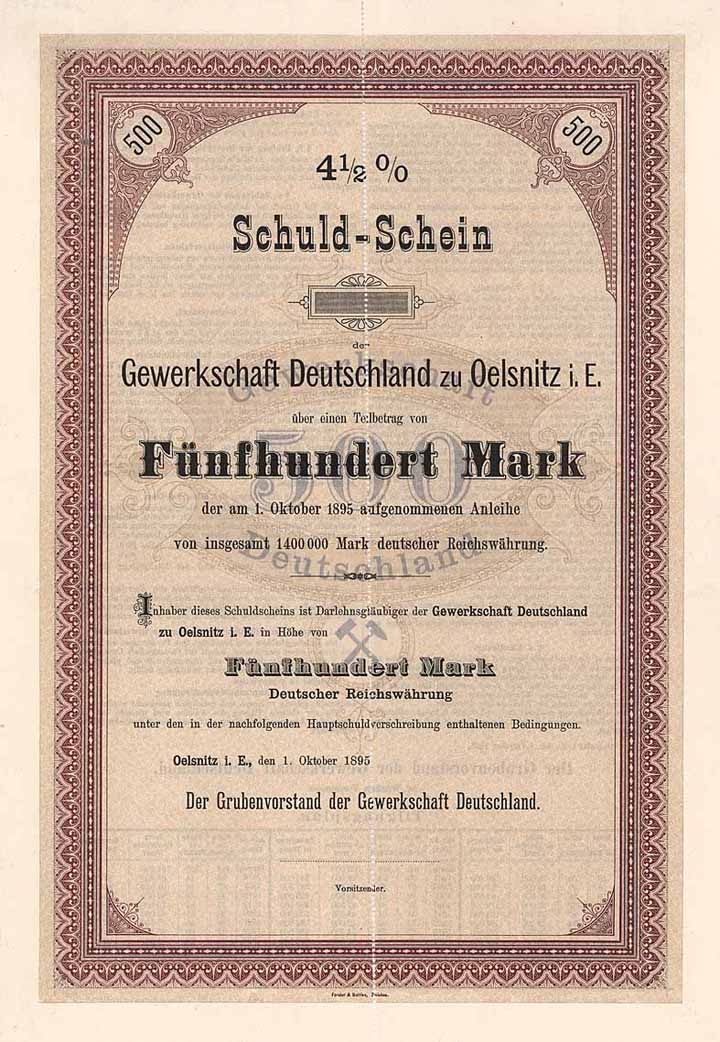 500
500
4½ %
Schuld-Schein
der
Gewerkschaft Deutschland zu Oelsnitz i. E.
über einen Teilbetrag von
Fünfhundert Mark
der am 1. Oktober 1895 aufgenommenen Anleihe
von insgesamt 1400000 Mark deutscher Reichswährung.
Inhaber dieses Schuldscheins ist Darlehnsgläubiger der Gewerkschaft Deutschland
zu Oelsnitz i. E. in Höhe von
Fünfhundert Mark
Deutscher Reichswährung
unter den in der nachfolgenden Hauptschuldverschreibung enthaltenen Bedingungen.
Oelsnitz i. E., den 1. Oktober 1895
Der Grubenvorstand der Gewerkschaft Deutschland.
Vorsitzender.
Gewerkschaft
500
Deutschland